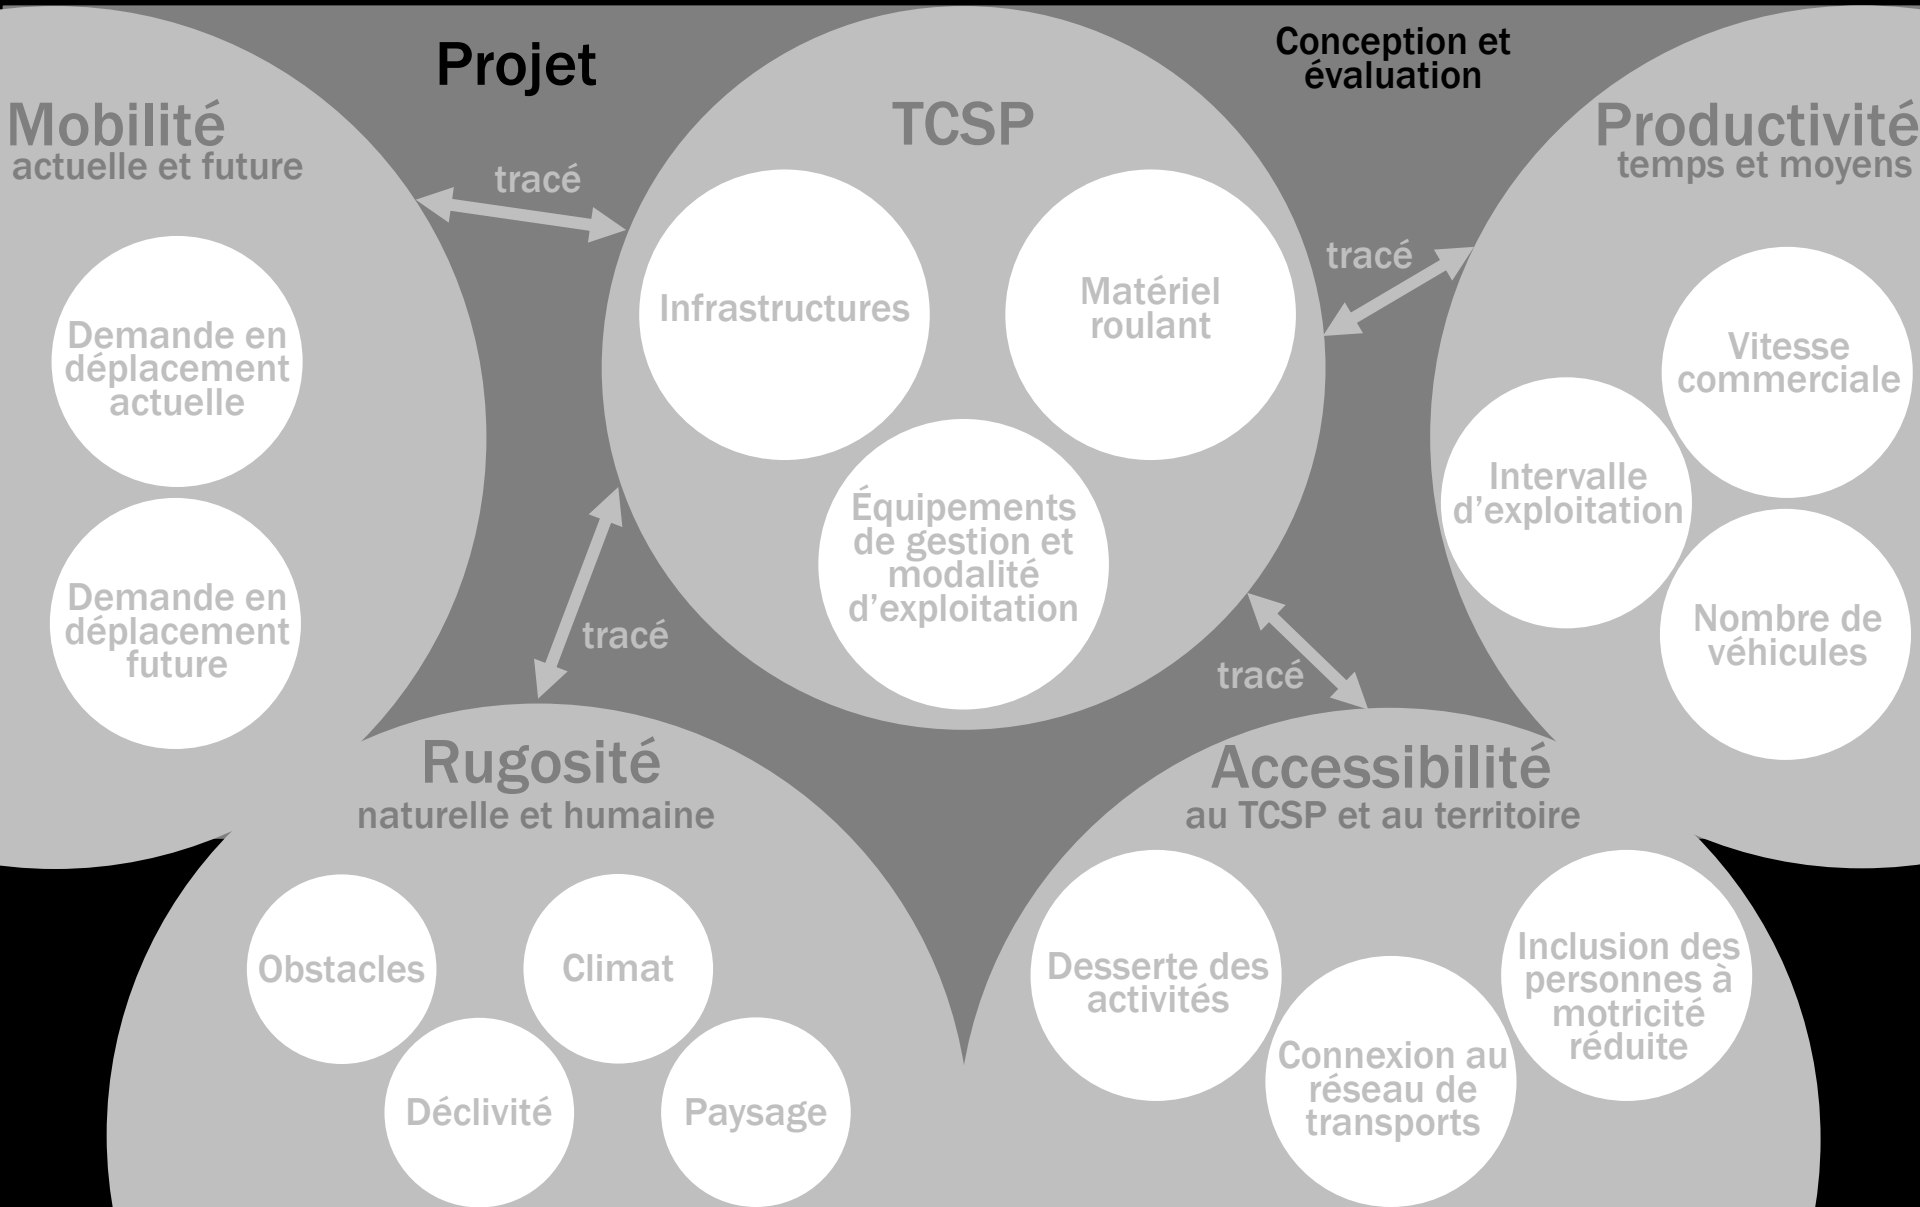 Projet
Conception et
évaluation
Mobilité
actuelle et future
TCSP
Productivité
temps et moyens
tracé
tracé
Demande en
déplacement
actuelle
Infrastructures
Matériel
roulant
Vitesse
commerciale
Intervalle
d’exploitation
Équipements
de gestion et
modalité
d’exploitation
Demande en
déplacement
future
tracé
tracé
Nombre de
véhicules
Rugosité
naturelle et humaine
Accessibilité
au TCSP et au territoire
Obstacles
Climat
Déclivité
Paysage
Desserte des
activités
Connexion au
réseau de
transports
Inclusion des
personnes à
motricité
réduite